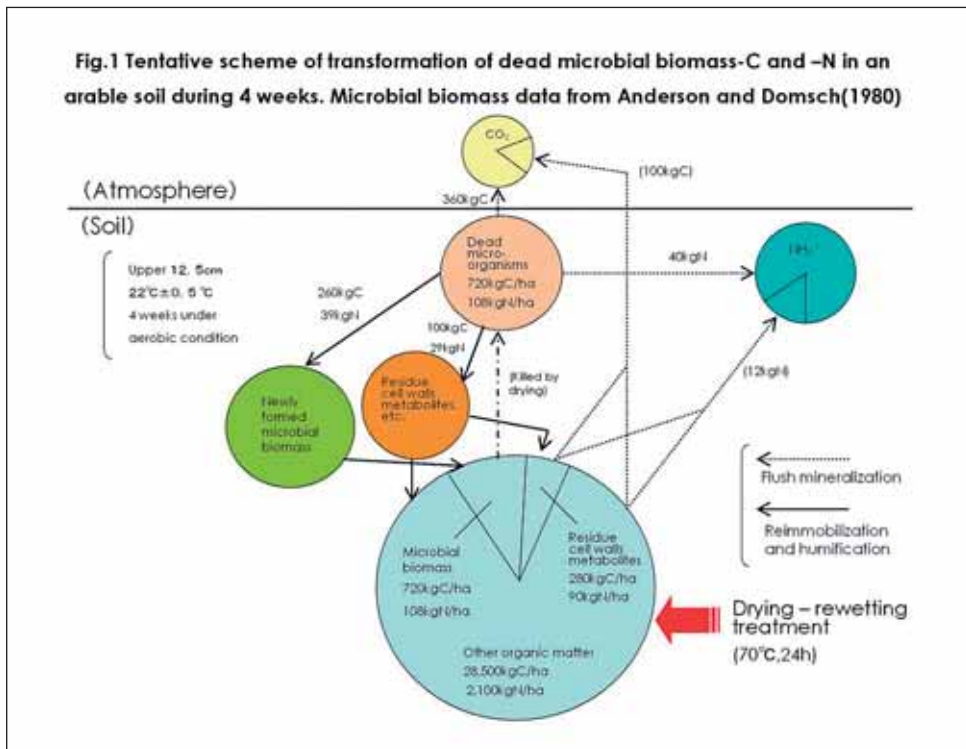 Fig.1 Tentative scheme of transformation of dead microbial biomass-C and –N in an
arable soil during 4 weeks. Microbial biomass data from Anderson and Domsch(1980)
CO₂
(100kgC)
(Atmosphere)
360kgC
(Soil)
Dead
micro-
organisms
720kgC/ha
108kgN/ha
40kgN
Upper 12.5cm
22℃±0.5℃
4 weeks under
aerobic condition
260kgC
39kgN
100kgC
29kgN
(Killed by
drying)
(12kgN)
Residue
cell walls
metabolites
etc.
Newly
formed
microbial
biomass
Flush mineralization
Reimmobilization
and humification
Microbial
biomass
720kgC/ha
108kgN/ha
Residue
cell walls
metabolites
280kgC/ha
90kgN/ha
Other organic matter
28,500kgC/ha
2,100kgN/ha
Drying – rewetting
treatment
(70℃,24h)